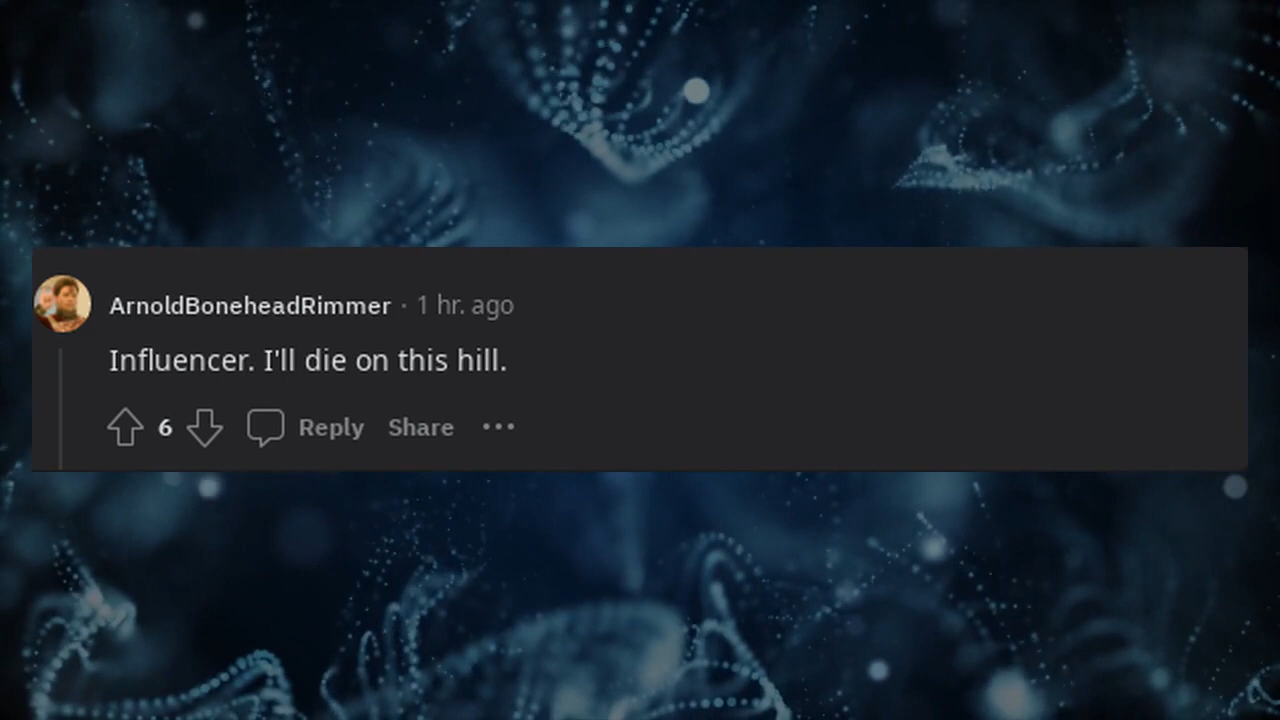 ArnoldBoneheadRimmer · 1 hr. ago
Influencer. I'll die on this hill.
6 Reply Share ···